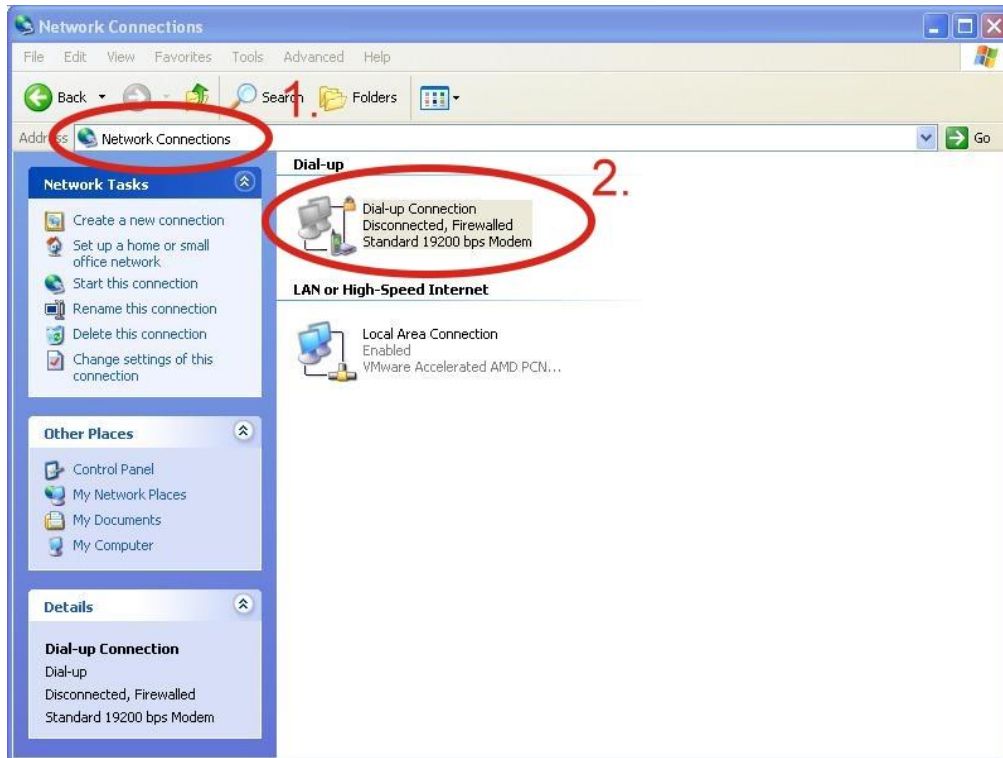 Network Connections
File Edit View Favorites Tools Advanced Help
Back Search Folders
1.
Address Network Connections Go
Network Tasks
Create a new connection
Set up a home or small
office network
Start this connection
Rename this connection
Delete this connection
Change settings of this
connection
Other Places
Control Panel
My Network Places
My Documents
My Computer
Details
Dial-up Connection
Dial-up
Disconnected, Firewalled
Standard 19200 bps Modem
Dial-up
2.
Dial-up Connection
Disconnected, Firewalled
Standard 19200 bps Modem
LAN or High-Speed Internet
Local Area Connection
Enabled
VMware Accelerated AMD PCN...